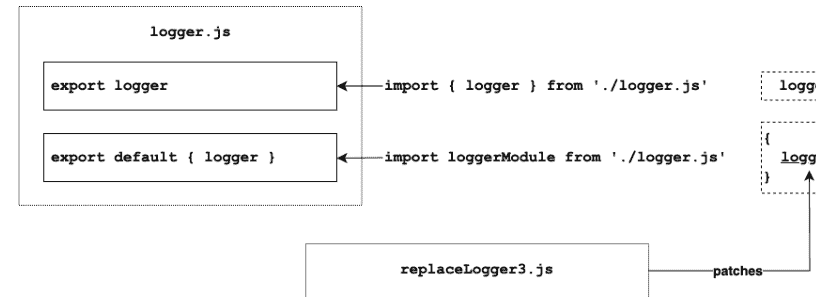 logger.js
export logger
import { logger } from './logger.js'
export default { logger }
import loggerModule from './logger.js'
{
}
replaceLogger3.js
patches